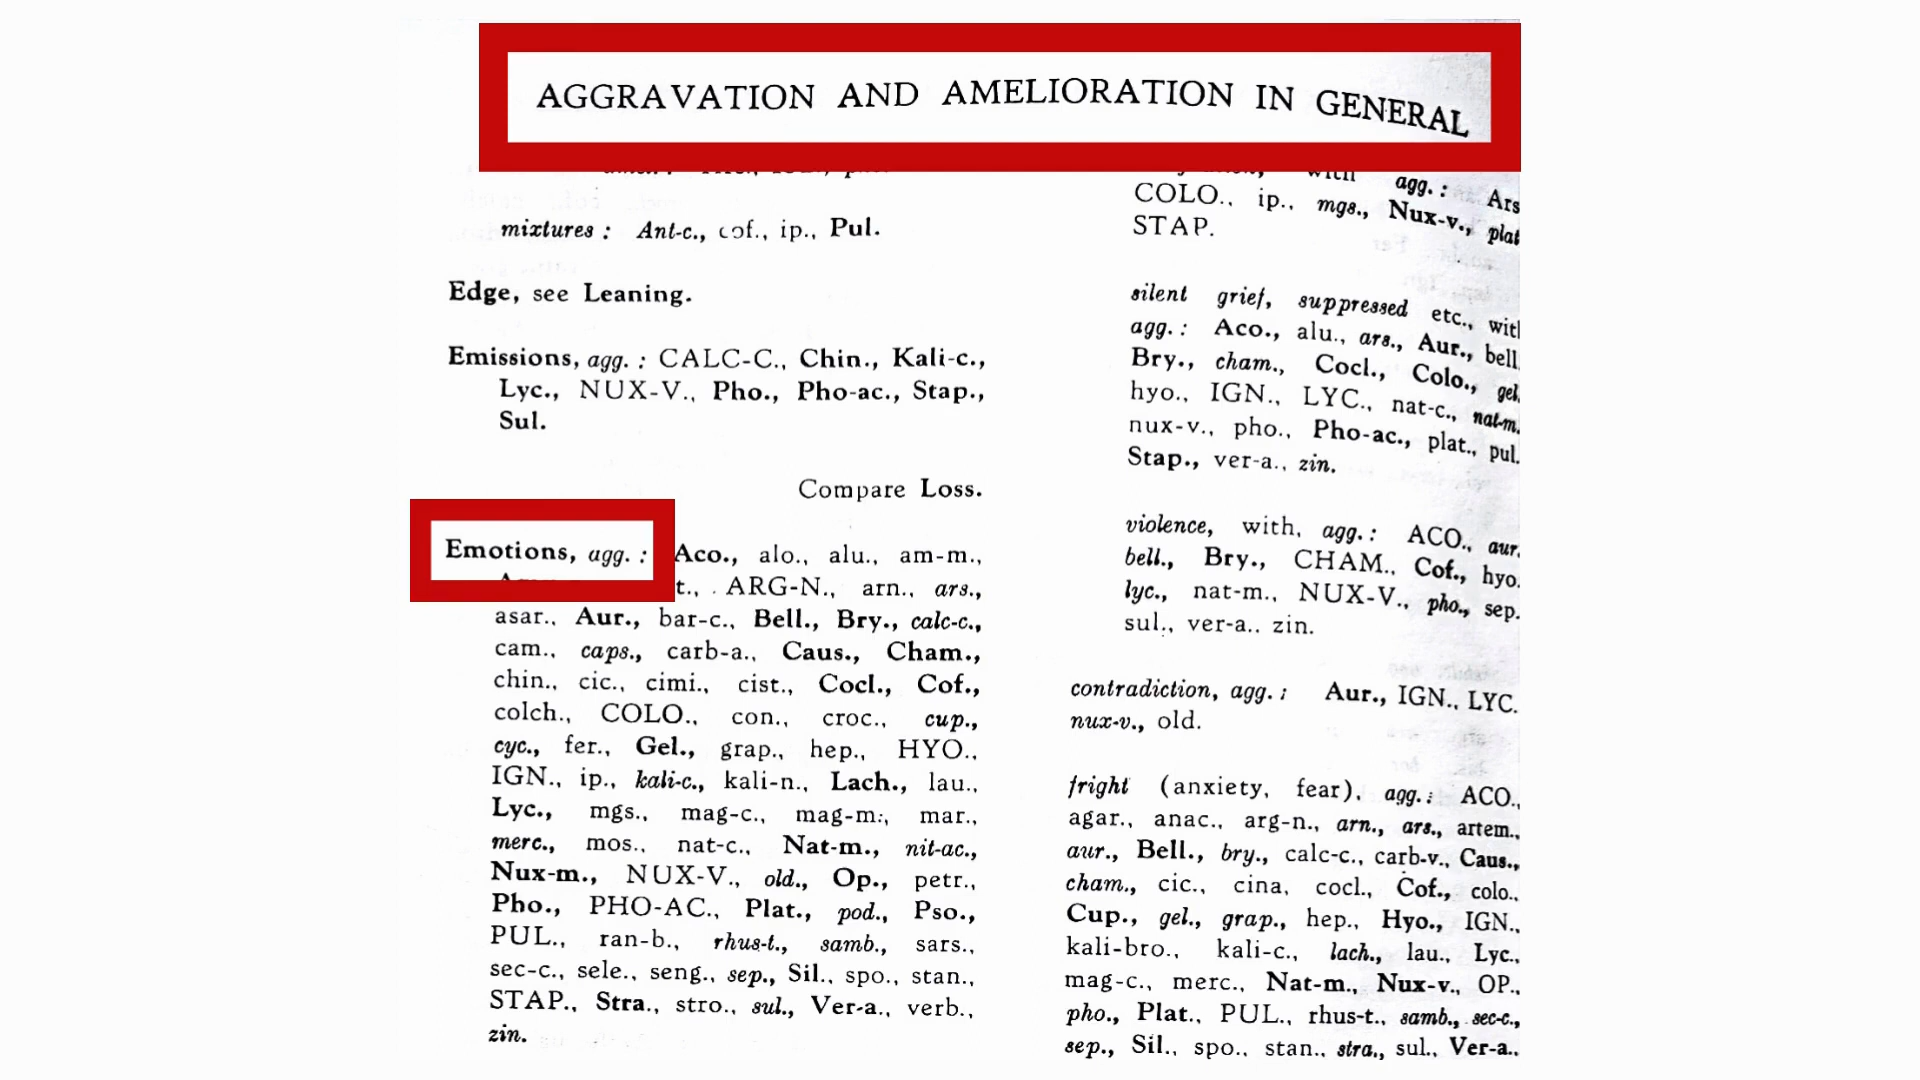 AGGRAVATION AND AMELIORATION IN GENERAL
mixtures : Ant-c., cof., ip., Pul.
Edge, see Leaning.
Emissions, agg. : CALC-C., Chin., Kali-c.,
Lyc., NUX-V., Pho., Pho-ac., Stap.,
Sul.
Compare Loss.
Emotions, agg. : Aco., alo., alu., am-m.,
t., . ARG-N., arn., ars.,
asar., Aur., bar-c., Bell., Bry., calc-c.,
cam., caps., carb-a., Caus., Cham.,
chin., cic., cimi., cist., Cocl., Cof.,
colch., COLO., con., croc., cup.,
cyc., fer., Gel., grap., hep., HYO.,
IGN., ip., kali-c., kali-n., Lach., lau.,
Lyc., mgs., mag-c., mag-m., mar.,
merc., mos., nat-c., Nat-m., nit-ac.,
Nux-m., NUX-V., old., Op., petr.,
Pho., PHO-AC., Plat., pod., Pso.,
PUL., ran-b., rhus-t., samb., sars.,
sec-c., sele., seng., sep., Sil., spo., stan.,
STAP., Stra., stro., sul., Ver-a., verb.,
zin.
with agg. : Ars
COLO., ip., mgs., Nux-v., plat
STAP.
silent grief, suppressed etc., with
agg. : Aco., alu., ars., Aur., bell.
Bry., cham., Cocl., Colo., gel.
hyo., IGN., LYC., nat-c., nat-m.
nux-v., pho., Pho-ac., plat., pul.
Stap., ver-a., zin.
violence, with, agg. : ACO., aur.
bell., Bry., CHAM., Cof., hyo.
lyc., nat-m., NUX-V., pho., sep.
sul., ver-a.. zin.
contradiction, agg. : Aur., IGN., LYC.
nux-v., old.
fright (anxiety, fear), agg. : ACO.,
agar., anac., arg-n., arn., ars., artem.,
aur., Bell., bry., calc-c., carb-v., Caus.,
cham., cic., cina, cocl., Cof., colo.,
Cup., gel., grap., hep., Hyo., IGN.,
kali-bro., kali-c., lach., lau., Lyc.,
mag-c., merc., Nat-m., Nux-v., OP.,
pho., Plat., PUL., rhus-t., samb., sec-c.,
sep., Sil., spo., stan., stra., sul., Ver-a.,